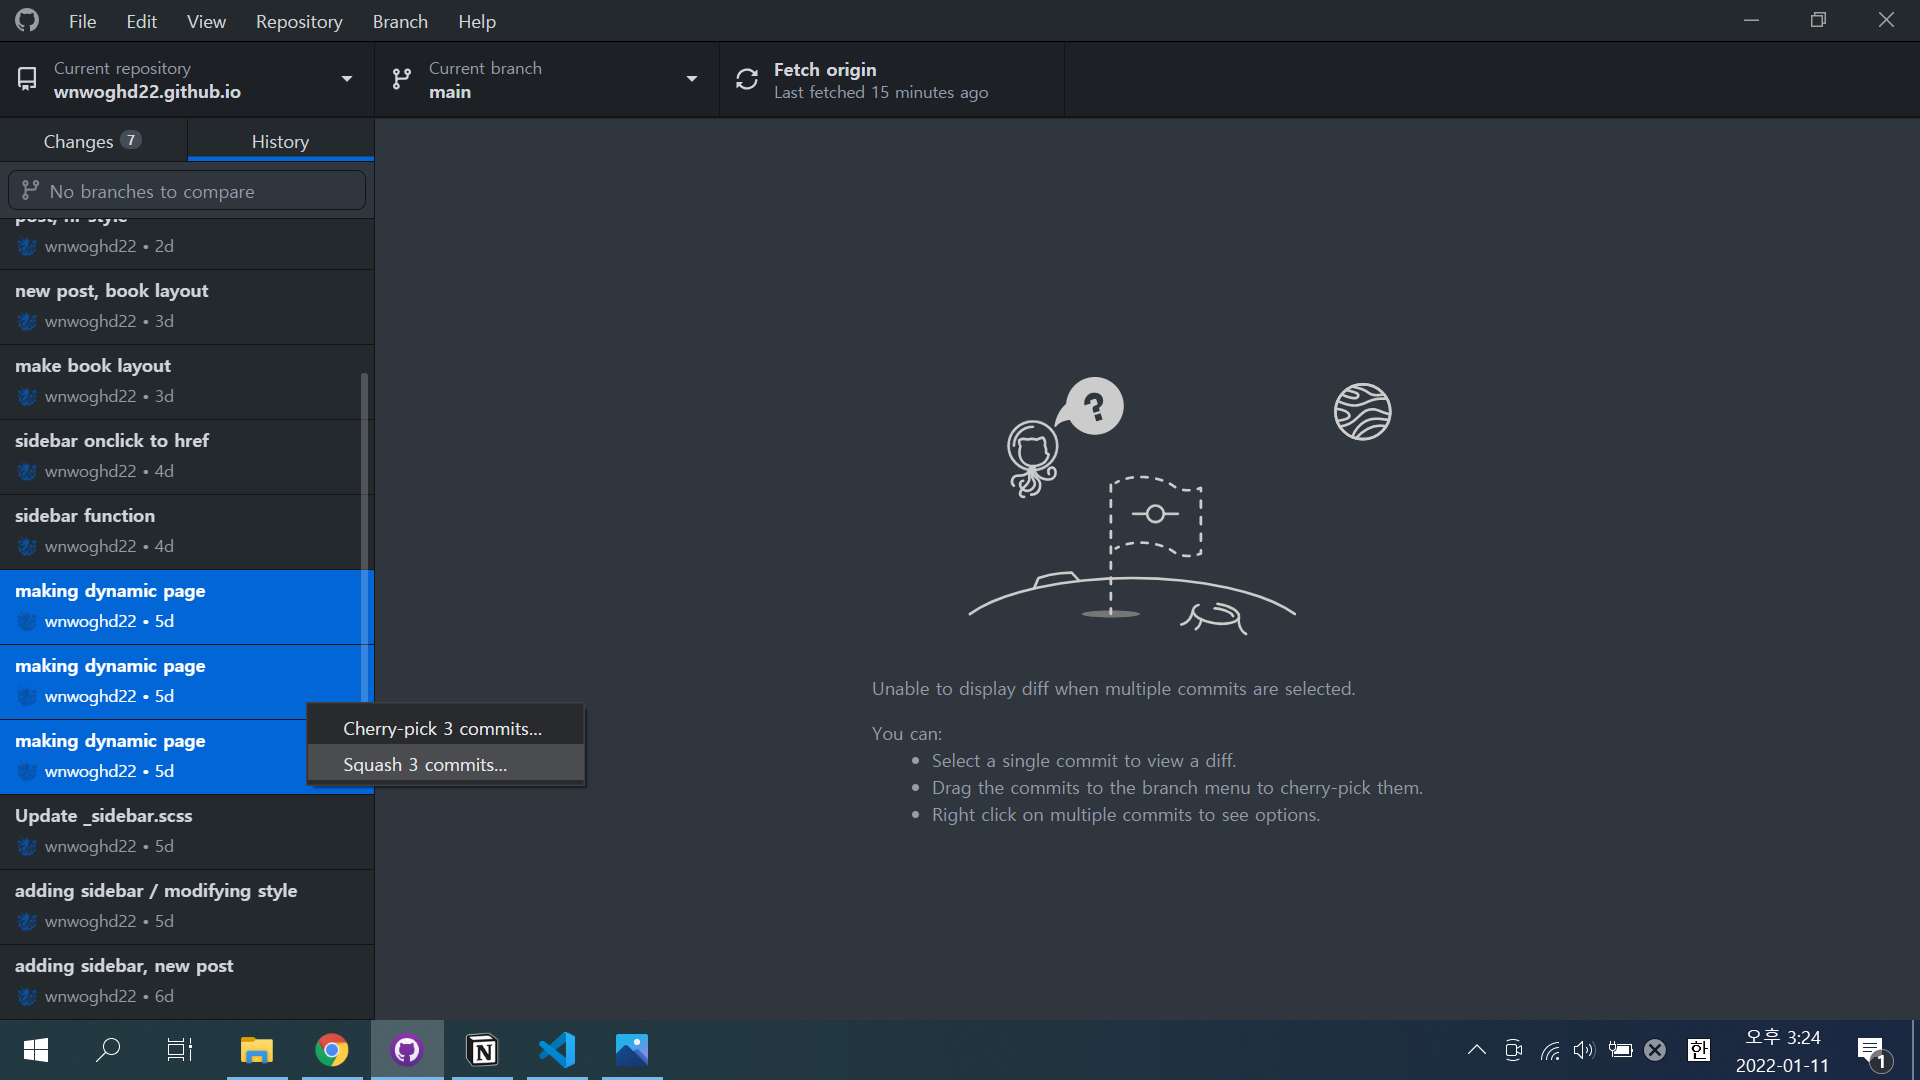 File Edit View Repository Branch Help
Current repository
wnwoghd22.github.io
Current branch
main
Fetch origin
Last fetched 15 minutes ago
Changes 7
History
No branches to compare
post, hr style
wnwoghd22 • 2d
new post, book layout
wnwoghd22 • 3d
make book layout
wnwoghd22 • 3d
sidebar onclick to href
wnwoghd22 • 4d
sidebar function
wnwoghd22 • 4d
making dynamic page
wnwoghd22 • 5d
making dynamic page
wnwoghd22 • 5d
making dynamic page
wnwoghd22 • 5d
Update _sidebar.scss
wnwoghd22 • 5d
adding sidebar / modifying style
wnwoghd22 • 5d
adding sidebar, new post
wnwoghd22 • 6d
Cherry-pick 3 commits...
Squash 3 commits...
?
Unable to display diff when multiple commits are selected.
You can:
• Select a single commit to view a diff.
• Drag the commits to the branch menu to cherry-pick them.
• Right click on multiple commits to see options.
N
한
오후 3:24
2022-01-11
1